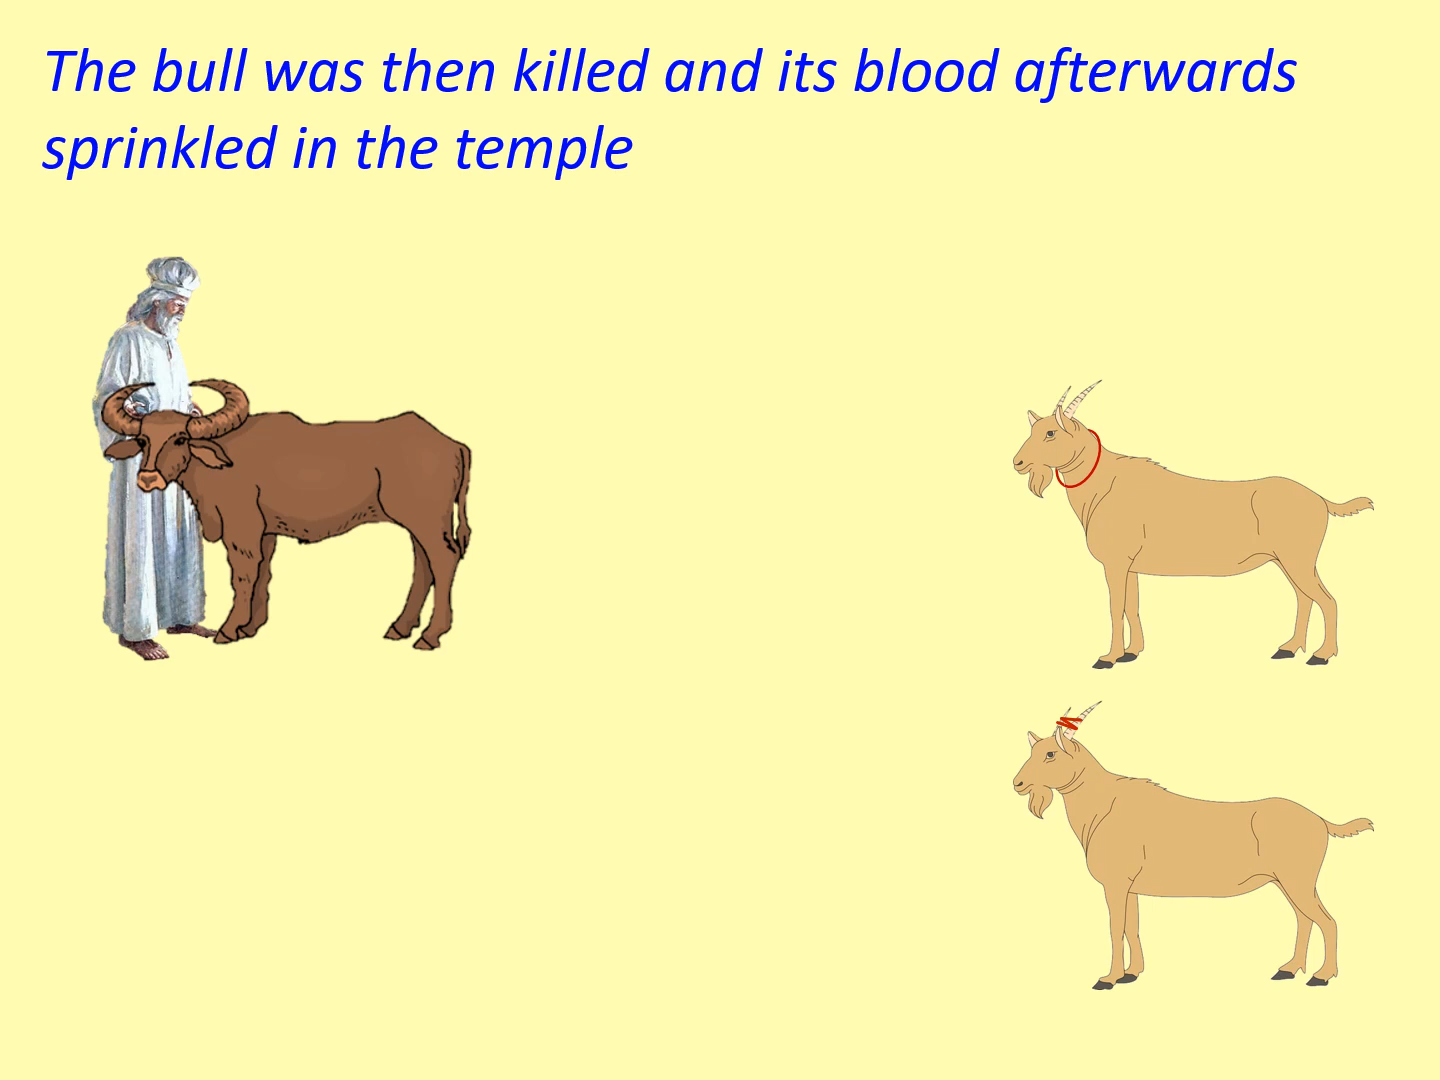 The bull was then killed and its blood afterwards
sprinkled in the temple